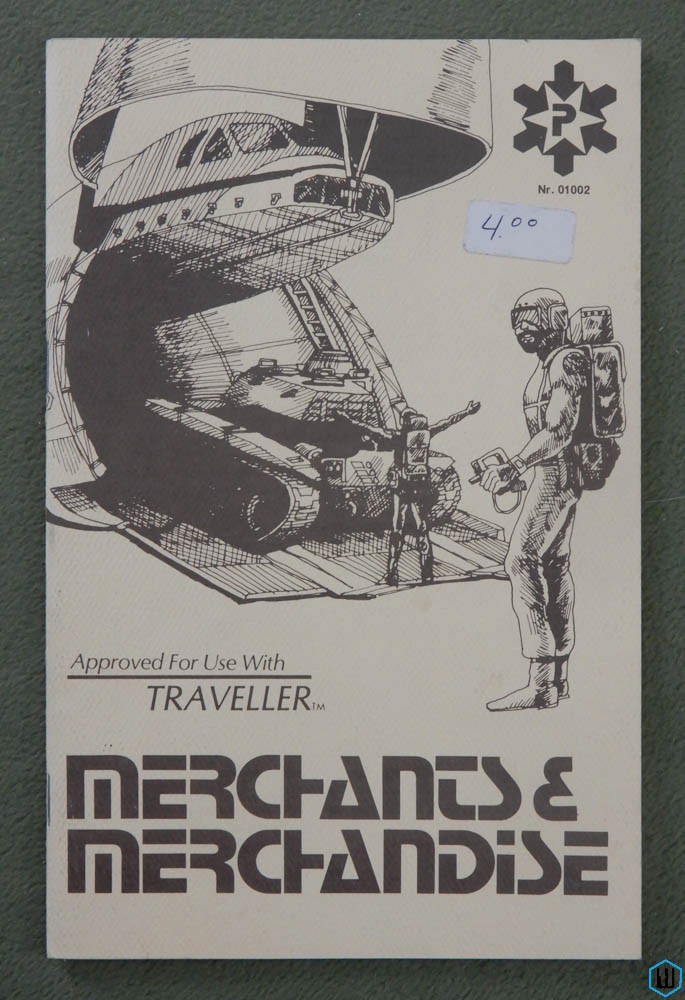 P
Nr. 01002
4.00
Approved For Use With
TRAVELLER™
MERCHANTS &
MERCHANDiSE